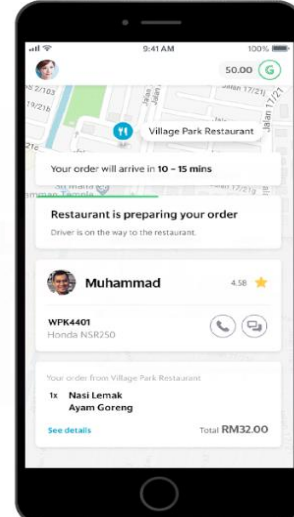 9:41 AM
100%
50.00 G
Village Park Restaurant
Your order will arrive in 10 – 15 mins
Restaurant is preparing your order
Driver is on the way to the restaurant.
Muhammad 4.58
WPK4401
Honda NSR250
Your order from Village Park Restaurant
1x Nasi Lemak
Ayam Goreng
See details Total RM32.00